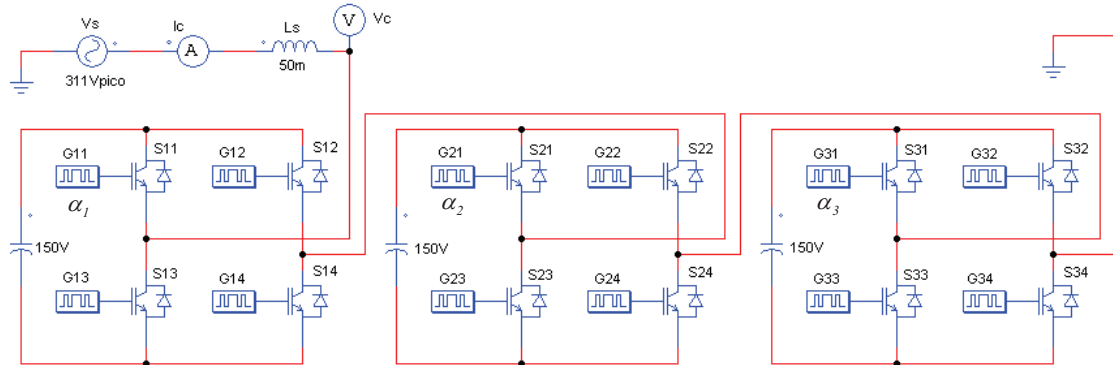 Vs
Ic
Ls
V
Vc
A
311Vpico
50m
G11
S11
G12
S12
G21
S21
G22
S22
G31
S31
G32
S32
α1
α2
α3
150V
150V
150V
G13
S13
G14
S14
G23
S23
G24
S24
G33
S33
G34
S34